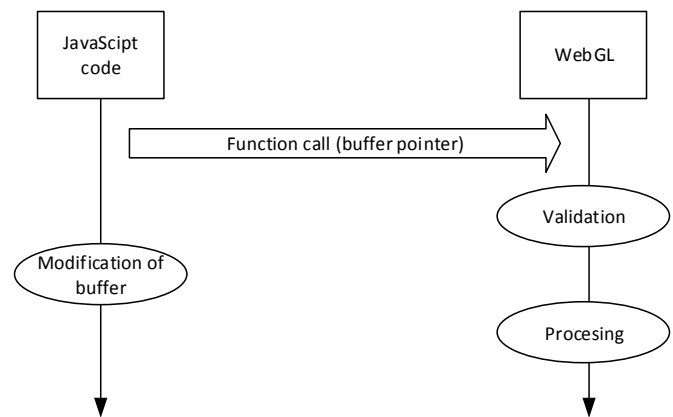 JavaScipt
code
WebGL
Function call (buffer pointer)
Validation
Modification of
buffer
Procesing